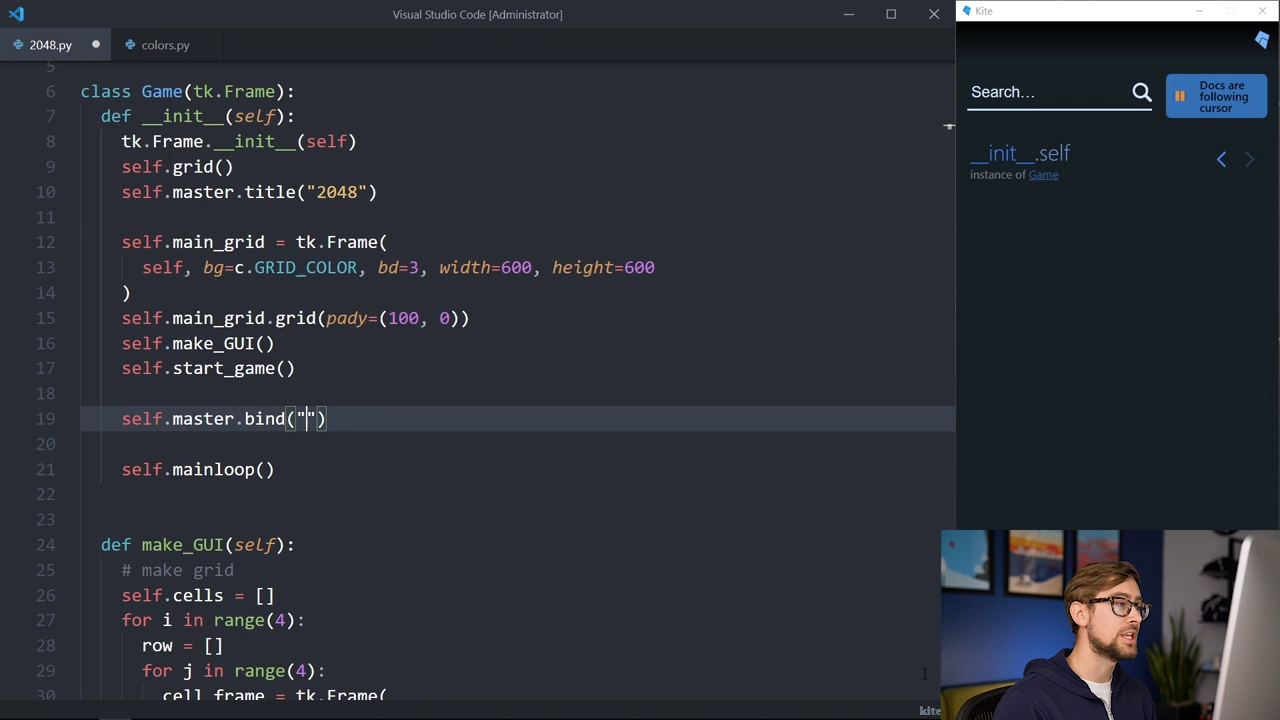 Visual Studio Code [Administrator]
2048.py
colors.py
5
6 class Game(tk.Frame):
7 def __init__(self):
8 tk.Frame.__init__(self)
9 self.grid()
10 self.master.title("2048")
11
12 self.main_grid = tk.Frame(
13 self, bg=c.GRID_COLOR, bd=3, width=600, height=600
14 )
15 self.main_grid.grid(pady=(100, 0))
16 self.make_GUI()
17 self.start_game()
18
19 self.master.bind("")
20
21 self.mainloop()
22
23
24 def make_GUI(self):
25 # make grid
26 self.cells = []
27 for i in range(4):
28 row = []
29 for j in range(4):
30 cell_frame = tk.Frame(
kite
Kite
Search...
Docs are
following
cursor
__init__.self
instance of Game